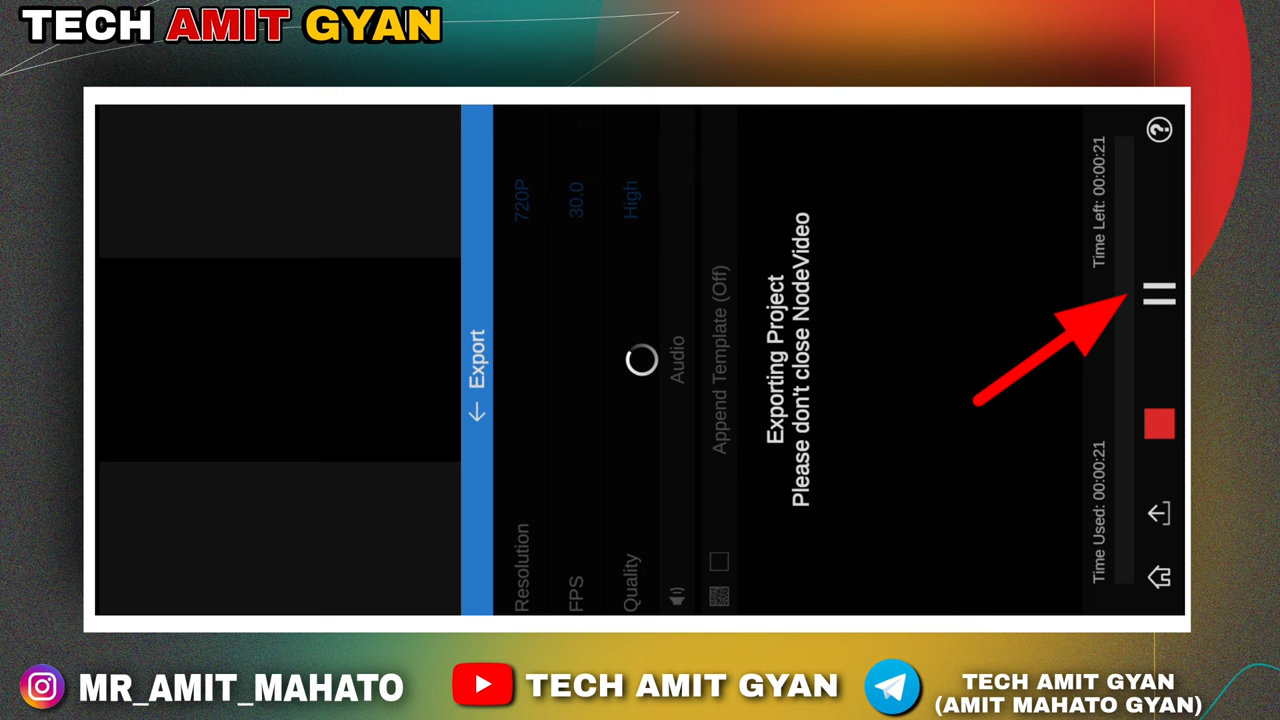 TECH AMIT GYAN
← Export
Resolution 720P
FPS 30.0
Quality High
Audio
Append Template (Off)
Exporting Project
Please don't close NodeVideo
Time Used: 00:00:21 Time Left: 00:00:21
?
MR_AMIT_MAHATO
TECH AMIT GYAN
TECH AMIT GYAN
(AMIT MAHATO GYAN)